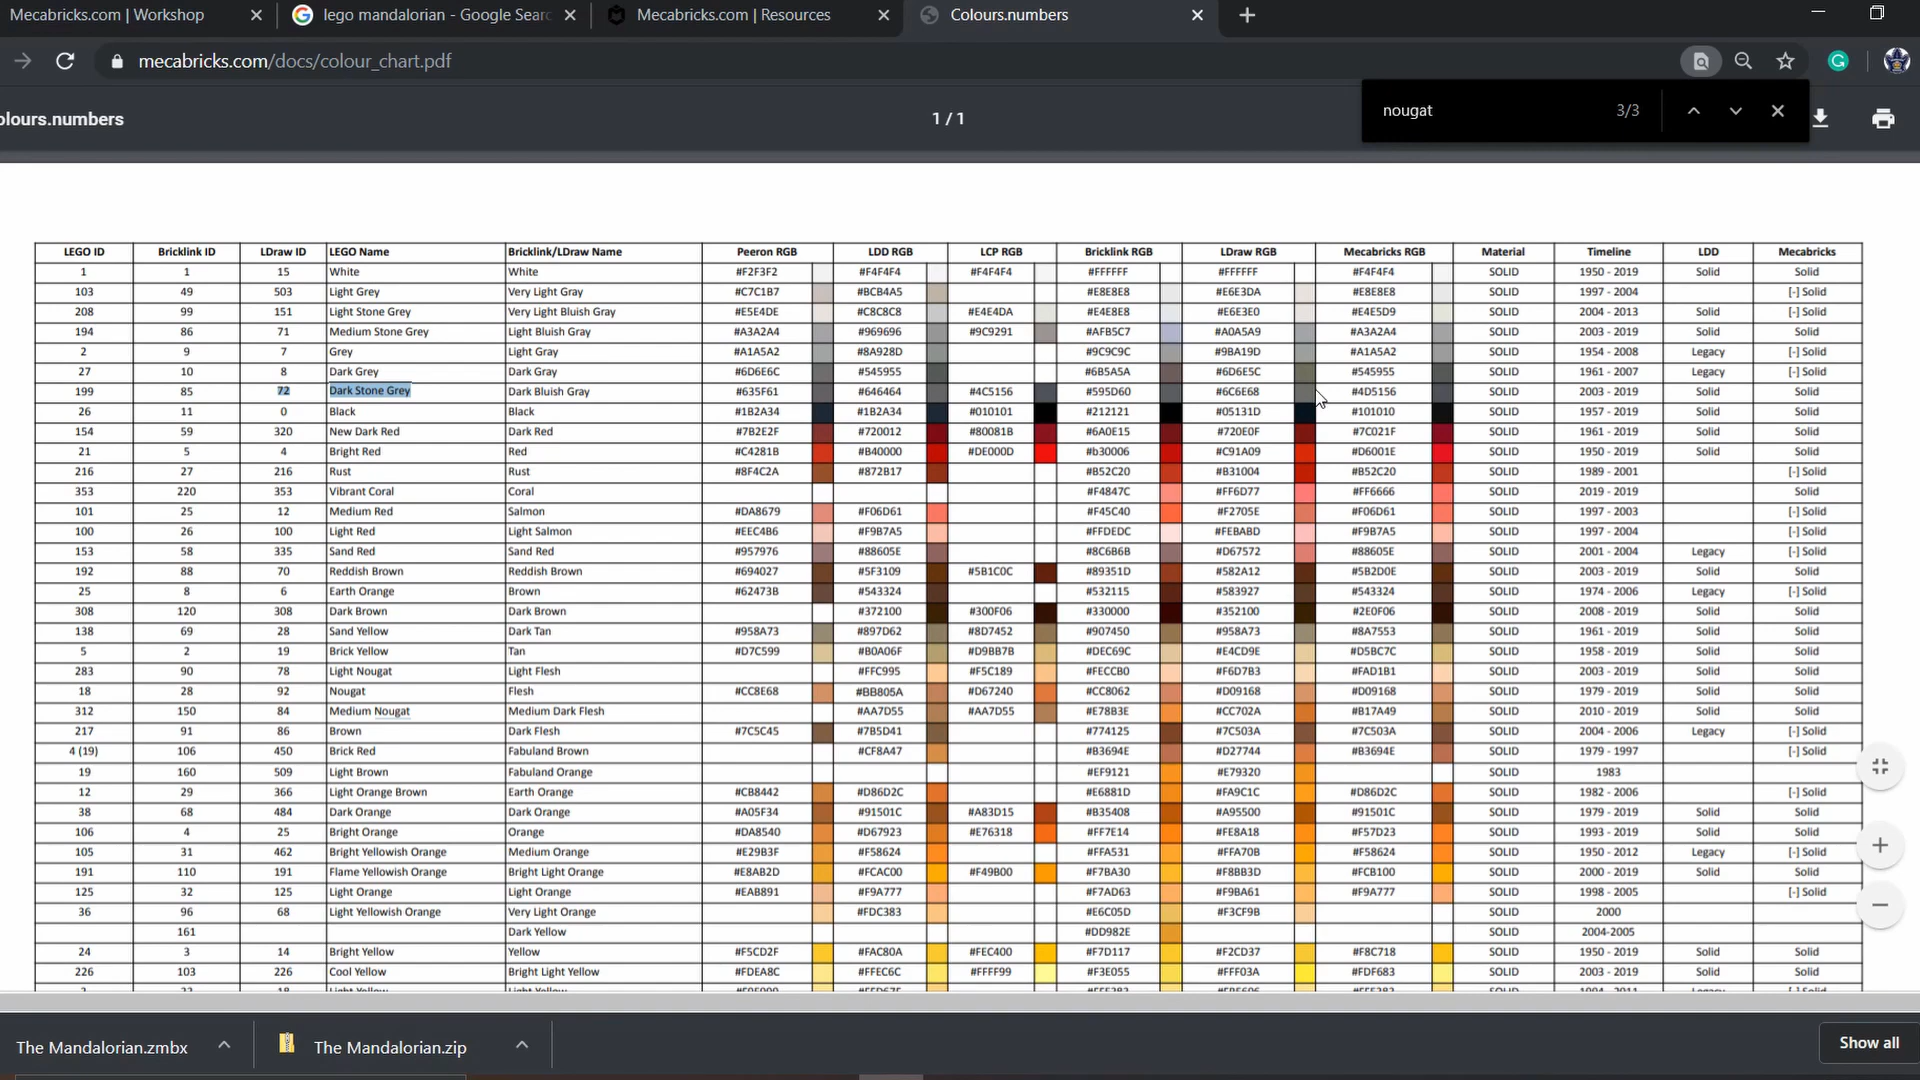 Mecabricks.com | Workshop
lego mandalorian - Google Searc
Mecabricks.com | Resources
Colours.numbers
mecabricks.com/docs/colour_chart.pdf
nougat 3/3
olours.numbers
1 / 1
LEGO ID Bricklink ID LDraw ID LEGO Name Bricklink/LDraw Name Peeron RGB LDD RGB LCP RGB Bricklink RGB LDraw RGB Mecabricks RGB Material Timeline LDD Mecabricks
1 1 15 White White #F2F3F2 #F4F4F4 #F4F4F4 #FFFFFF #FFFFFF #F4F4F4 SOLID 1950 - 2019 Solid Solid
103 49 503 Light Grey Very Light Gray #C7C1B7 #BCB4A5 #E8E8E8 #E6E3DA #E8E8E8 SOLID 1997 - 2004 [-] Solid
208 99 151 Light Stone Grey Very Light Bluish Gray #E5E4DE #C8C8C8 #E4E4DA #E4E8E8 #E6E3E0 #E4E5D9 SOLID 2004 - 2013 Solid [-] Solid
194 86 71 Medium Stone Grey Light Bluish Gray #A3A2A4 #969696 #9C9291 #AFB5C7 #A0A5A9 #A3A2A4 SOLID 2003 - 2019 Solid Solid
2 9 7 Grey Light Gray #A1A5A2 #8A928D #9C9C9C #9BA19D #A1A5A2 SOLID 1954 - 2008 Legacy [-] Solid
27 10 8 Dark Grey Dark Gray #6D6E6C #545955 #6B5A5A #6D6E5C #545955 SOLID 1961 - 2007 Legacy [-] Solid
199 85 72 Dark Stone Grey Dark Bluish Gray #635F61 #646464 #4C5156 #595D60 #6C6E68 #4D5156 SOLID 2003 - 2019 Solid Solid
26 11 0 Black Black #1B2A34 #1B2A34 #010101 #212121 #05131D #101010 SOLID 1957 - 2019 Solid Solid
154 59 320 New Dark Red Dark Red #7B2E2F #720012 #80081B #6A0E15 #720E0F #7C021F SOLID 1961 - 2019 Solid Solid
21 5 4 Bright Red Red #C4281B #B40000 #DE000D #b30006 #C91A09 #D6001E SOLID 1950 - 2019 Solid Solid
216 27 216 Rust Rust #8F4C2A #872B17 #B52C20 #B31004 #B52C20 SOLID 1989 - 2001 [-] Solid
353 220 353 Vibrant Coral Coral #F4847C #FF6D77 #FF6666 SOLID 2019 - 2019 Solid
101 25 12 Medium Red Salmon #DA8679 #F06D61 #F45C40 #F2705E #F06D61 SOLID 1997 - 2003 [-] Solid
100 26 100 Light Red Light Salmon #EEC4B6 #F9B7A5 #FFDEDC #FEBABD #F9B7A5 SOLID 1997 - 2004 [-] Solid
153 58 335 Sand Red Sand Red #957976 #88605E #8C6B6B #D67572 #88605E SOLID 2001 - 2004 Legacy [-] Solid
192 88 70 Reddish Brown Reddish Brown #694027 #5F3109 #5B1C0C #89351D #582A12 #5B2D0E SOLID 2003 - 2019 Solid Solid
25 8 6 Earth Orange Brown #62473B #543324 #532115 #583927 #543324 SOLID 1974 - 2006 Legacy [-] Solid
308 120 308 Dark Brown Dark Brown #372100 #300F06 #330000 #352100 #2E0F06 SOLID 2008 - 2019 Solid Solid
138 69 28 Sand Yellow Dark Tan #958A73 #897D62 #8D7452 #907450 #958A73 #8A7553 SOLID 1961 - 2019 Solid Solid
5 2 19 Brick Yellow Tan #D7C599 #B0A06F #D9BB7B #DEC69C #E4CD9E #D5BC7C SOLID 1958 - 2019 Solid Solid
283 90 78 Light Nougat Light Flesh #FFC995 #F5C189 #FECCB0 #F6D7B3 #FAD1B1 SOLID 2003 - 2019 Solid Solid
18 28 92 Nougat Flesh #CC8E68 #BB805A #D67240 #CC8062 #D09168 #D09168 SOLID 1979 - 2019 Solid Solid
312 150 84 Medium Nougat Medium Dark Flesh #AA7D55 #AA7D55 #E78B3E #CC702A #B17A49 SOLID 2010 - 2019 Solid Solid
217 91 86 Brown Dark Flesh #7C5C45 #7B5D41 #774125 #7C503A #7C503A SOLID 2004 - 2006 Legacy [-] Solid
4 (19) 106 450 Brick Red Fabuland Brown #CF8A47 #B3694E #D27744 #B3694E SOLID 1979 - 1997 [-] Solid
19 160 509 Light Brown Fabuland Orange #EF9121 #E79320 SOLID 1983
12 29 366 Light Orange Brown Earth Orange #CB8442 #D86D2C #E6881D #FA9C1C #D86D2C SOLID 1982 - 2006 [-] Solid
38 68 484 Dark Orange Dark Orange #A05F34 #91501C #A83D15 #B35408 #A95500 #91501C SOLID 1979 - 2019 Solid Solid
106 4 25 Bright Orange Orange #DA8540 #D67923 #E76318 #FF7E14 #FE8A18 #F57D23 SOLID 1993 - 2019 Solid Solid
105 31 462 Bright Yellowish Orange Medium Orange #E29B3F #F58624 #FFA531 #FFA70B #F58624 SOLID 1950 - 2012 Legacy [-] Solid
191 110 191 Flame Yellowish Orange Bright Light Orange #E8AB2D #FCAC00 #F49B00 #F7BA30 #F8BB3D #FCB100 SOLID 2000 - 2019 Solid Solid
125 32 125 Light Orange Light Orange #EAB891 #F9A777 #F7AD63 #F9BA61 #F9A777 SOLID 1998 - 2005 [-] Solid
36 96 68 Light Yellowish Orange Very Light Orange #FDC383 #E6C05D #F3CF9B SOLID 2000
161 Dark Yellow #DD982E SOLID 2004-2005
24 3 14 Bright Yellow Yellow #F5CD2F #FAC80A #FEC400 #F7D117 #F2CD37 #F8C718 SOLID 1950 - 2019 Solid Solid
226 103 226 Cool Yellow Bright Light Yellow #FDEA8C #FFEC6C #FFFF99 #F3E055 #FFF03A #FDF683 SOLID 2003 - 2019 Solid Solid
The Mandalorian.zmbx
The Mandalorian.zip
Show all